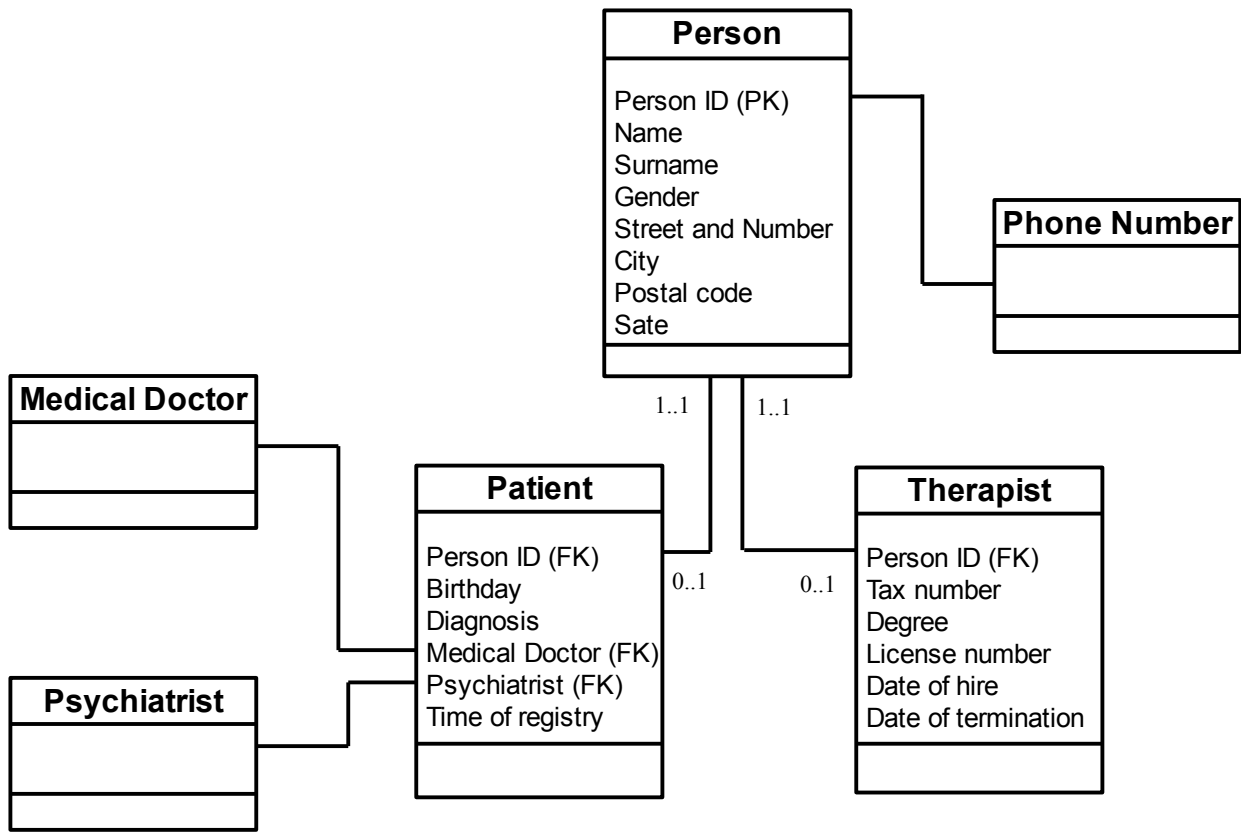 Person
Person ID (PK)
Name
Surname
Gender
Street and Number
City
Postal code
Sate
Phone Number
1..1
1..1
Medical Doctor
Patient
Person ID (FK)
Birthday
Diagnosis
Medical Doctor (FK)
Psychiatrist (FK)
Time of registry
0..1
0..1
Therapist
Person ID (FK)
Tax number
Degree
License number
Date of hire
Date of termination
Psychiatrist